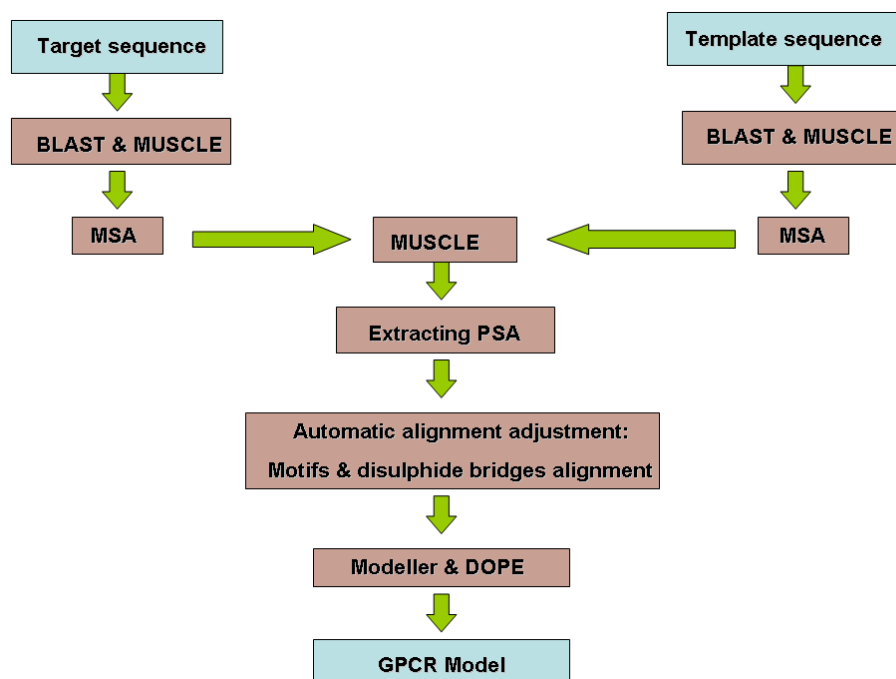 Target sequence
Template sequence
BLAST & MUSCLE
BLAST & MUSCLE
MSA
MUSCLE
MSA
Extracting PSA
Automatic alignment adjustment:
Motifs & disulphide bridges alignment
Modeller & DOPE
GPCR Model